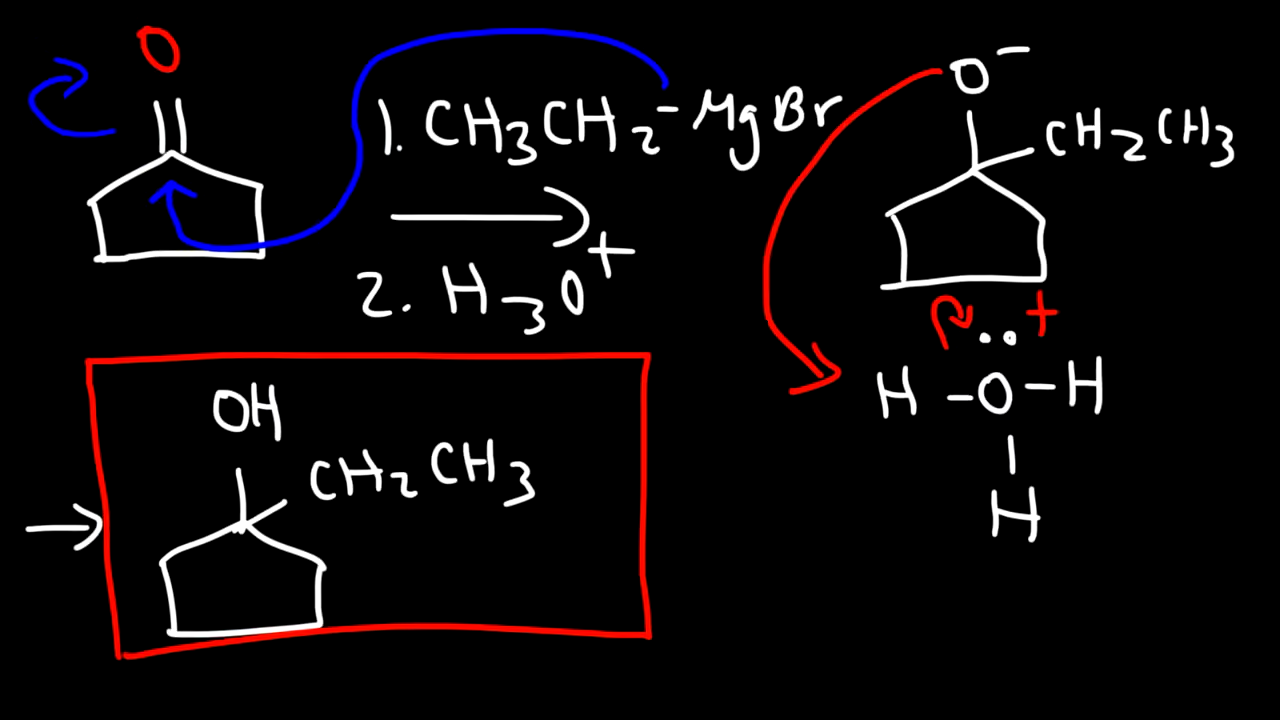 O
1. CH₃CH₂-MgBr
2. H₃O⁺
O⁻
CH₂CH₃
+
H-O-H
H
OH
CH₂CH₃